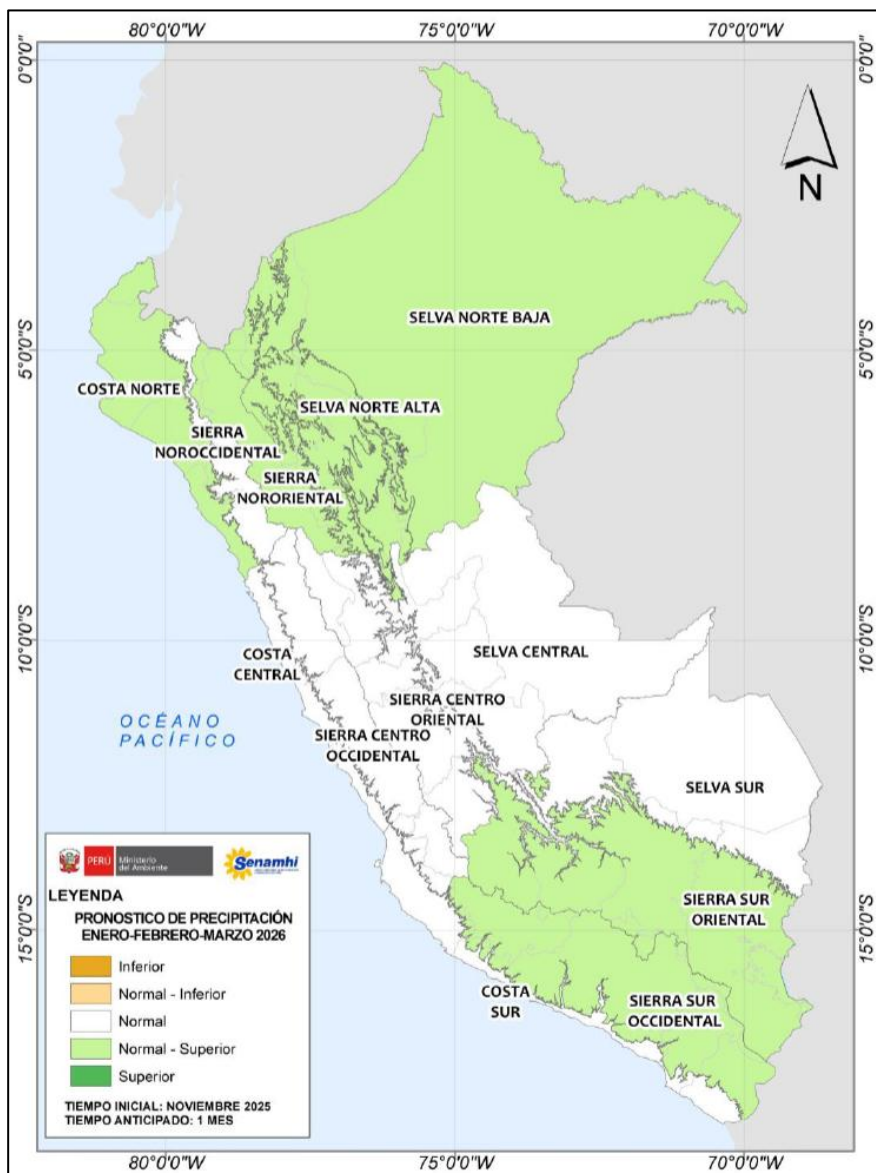 80°0'0"W 75°0'0"W 70°0'0"W
0°0'0"
0°0'0"
N
SELVA NORTE BAJA
5°0'0"S
5°0'0"S
COSTA NORTE
SELVA NORTE ALTA
SIERRA
NOROCCIDENTAL
SIERRA
NORORIENTAL
10°0'0"S
10°0'0"S
COSTA
CENTRAL
SELVA CENTRAL
SIERRA CENTRO
ORIENTAL
OCÉANO
PACÍFICO
SIERRA CENTRO
OCCIDENTAL
SELVA SUR
SIERRA SUR
ORIENTAL
15°0'0"S
15°0'0"S
COSTA
SUR
SIERRA SUR
OCCIDENTAL
PERÚ Ministerio
del Ambiente
Senamhi
LEYENDA
PRONOSTICO DE PRECIPITACIÓN
ENERO-FEBRERO-MARZO 2026
Inferior
Normal - Inferior
Normal
Normal - Superior
Superior
TIEMPO INICIAL: NOVIEMBRE 2025
TIEMPO ANTICIPADO: 1 MES
80°0'0"W 75°0'0"W 70°0'0"W